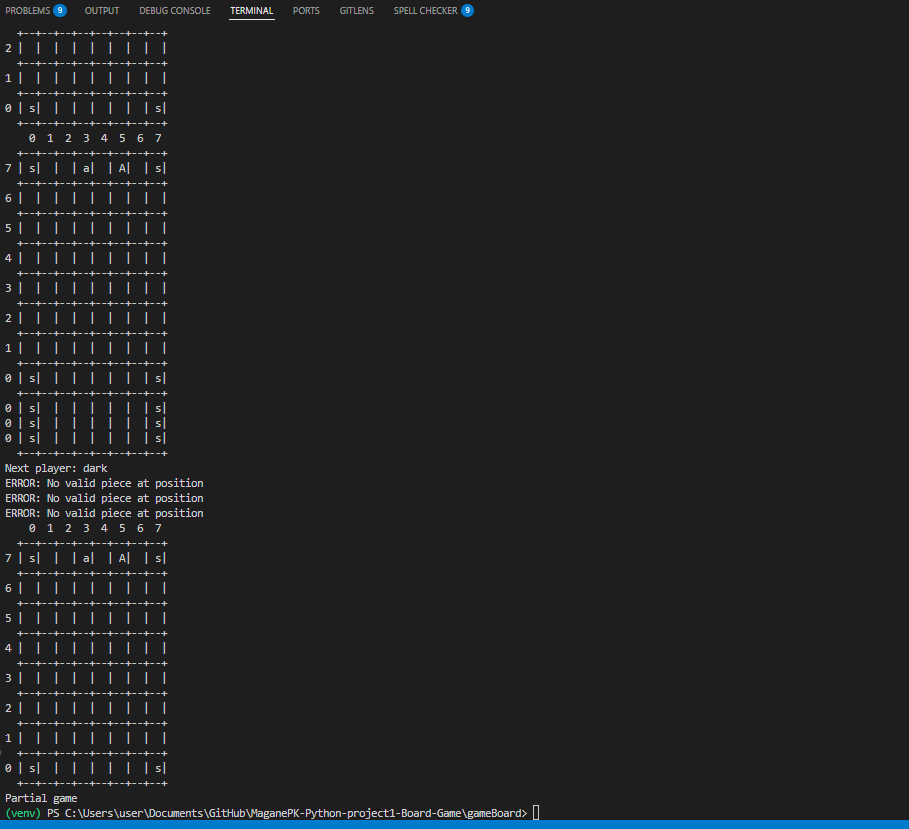 PROBLEMS 9 OUTPUT DEBUG CONSOLE TERMINAL PORTS GITLENS SPELL CHECKER 9
  +--+--+--+--+--+--+--+--+
2 |  |  |  |  |  |  |  |  |
  +--+--+--+--+--+--+--+--+
1 |  |  |  |  |  |  |  |  |
  +--+--+--+--+--+--+--+--+
0 | s|  |  |  |  |  |  | s|
  +--+--+--+--+--+--+--+--+
    0  1  2  3  4  5  6  7
  +--+--+--+--+--+--+--+--+
7 | s|  |  | a|  | A|  | s|
  +--+--+--+--+--+--+--+--+
6 |  |  |  |  |  |  |  |  |
  +--+--+--+--+--+--+--+--+
5 |  |  |  |  |  |  |  |  |
  +--+--+--+--+--+--+--+--+
4 |  |  |  |  |  |  |  |  |
  +--+--+--+--+--+--+--+--+
3 |  |  |  |  |  |  |  |  |
  +--+--+--+--+--+--+--+--+
2 |  |  |  |  |  |  |  |  |
  +--+--+--+--+--+--+--+--+
1 |  |  |  |  |  |  |  |  |
  +--+--+--+--+--+--+--+--+
0 | s|  |  |  |  |  |  | s|
  +--+--+--+--+--+--+--+--+
0 | s|  |  |  |  |  |  | s|
0 | s|  |  |  |  |  |  | s|
0 | s|  |  |  |  |  |  | s|
  +--+--+--+--+--+--+--+--+
Next player: dark
ERROR: No valid piece at position
ERROR: No valid piece at position
ERROR: No valid piece at position
    0  1  2  3  4  5  6  7
  +--+--+--+--+--+--+--+--+
7 | s|  |  | a|  | A|  | s|
  +--+--+--+--+--+--+--+--+
6 |  |  |  |  |  |  |  |  |
  +--+--+--+--+--+--+--+--+
5 |  |  |  |  |  |  |  |  |
  +--+--+--+--+--+--+--+--+
4 |  |  |  |  |  |  |  |  |
  +--+--+--+--+--+--+--+--+
3 |  |  |  |  |  |  |  |  |
  +--+--+--+--+--+--+--+--+
2 |  |  |  |  |  |  |  |  |
  +--+--+--+--+--+--+--+--+
1 |  |  |  |  |  |  |  |  |
  +--+--+--+--+--+--+--+--+
0 | s|  |  |  |  |  |  | s|
  +--+--+--+--+--+--+--+--+
Partial game
(venv) PS C:\Users\user\Documents\GitHub\MaganePK-Python-project1-Board-Game\gameBoard>